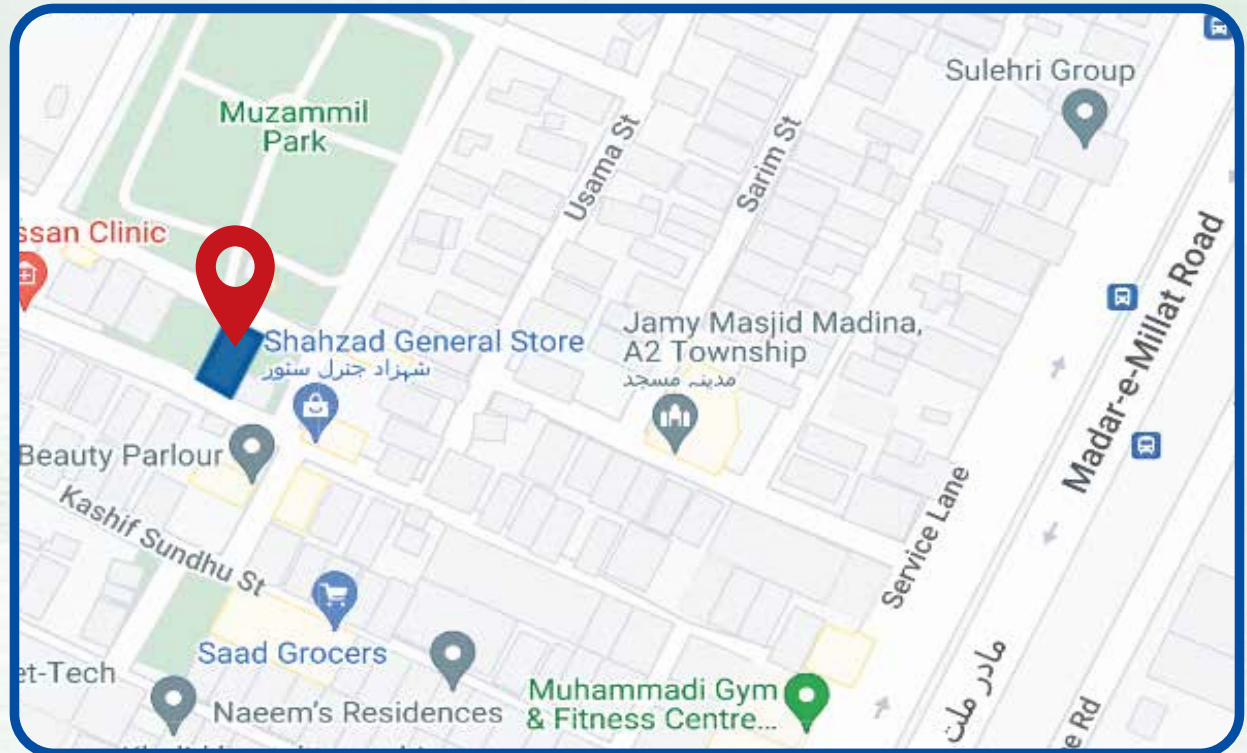 Sulehri Group
Muzammil
Park
Usama St
Sarim St
ssan Clinic
Madar-e-Millat Road
Shahzad General Store
شہزاد جنرل سٹور
Jamy Masjid Madina,
A2 Township
مدینہ مسجد
Beauty Parlour
Kashif Sundhu St
Service Lane
Saad Grocers
et-Tech
Naeem's Residences
Muhammadi Gym
& Fitness Centre...
مادر ملت
e Rd